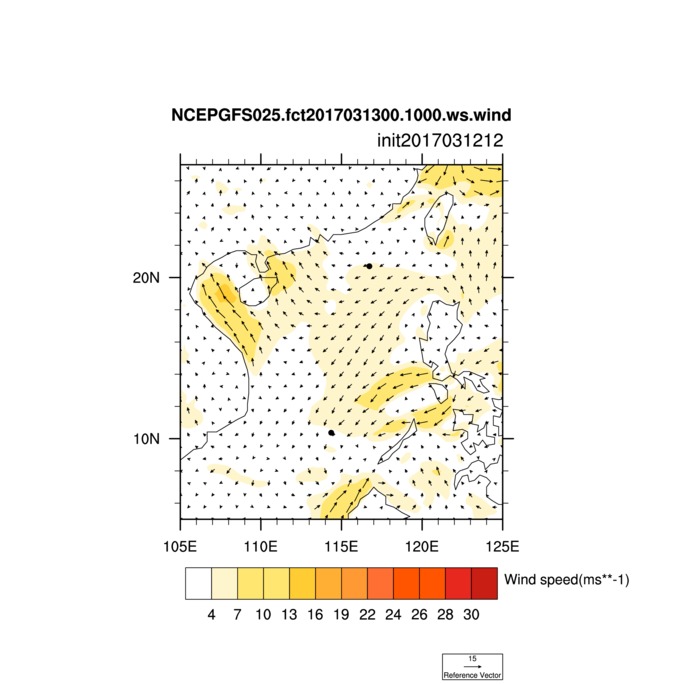 NCEPGFS025.fct2017031300.1000.ws.wind
init2017031212
20N
10N
105E 110E 115E 120E 125E
Wind speed(ms**-1)
4 7 10 13 16 19 22 24 26 28 30
15
Reference Vector